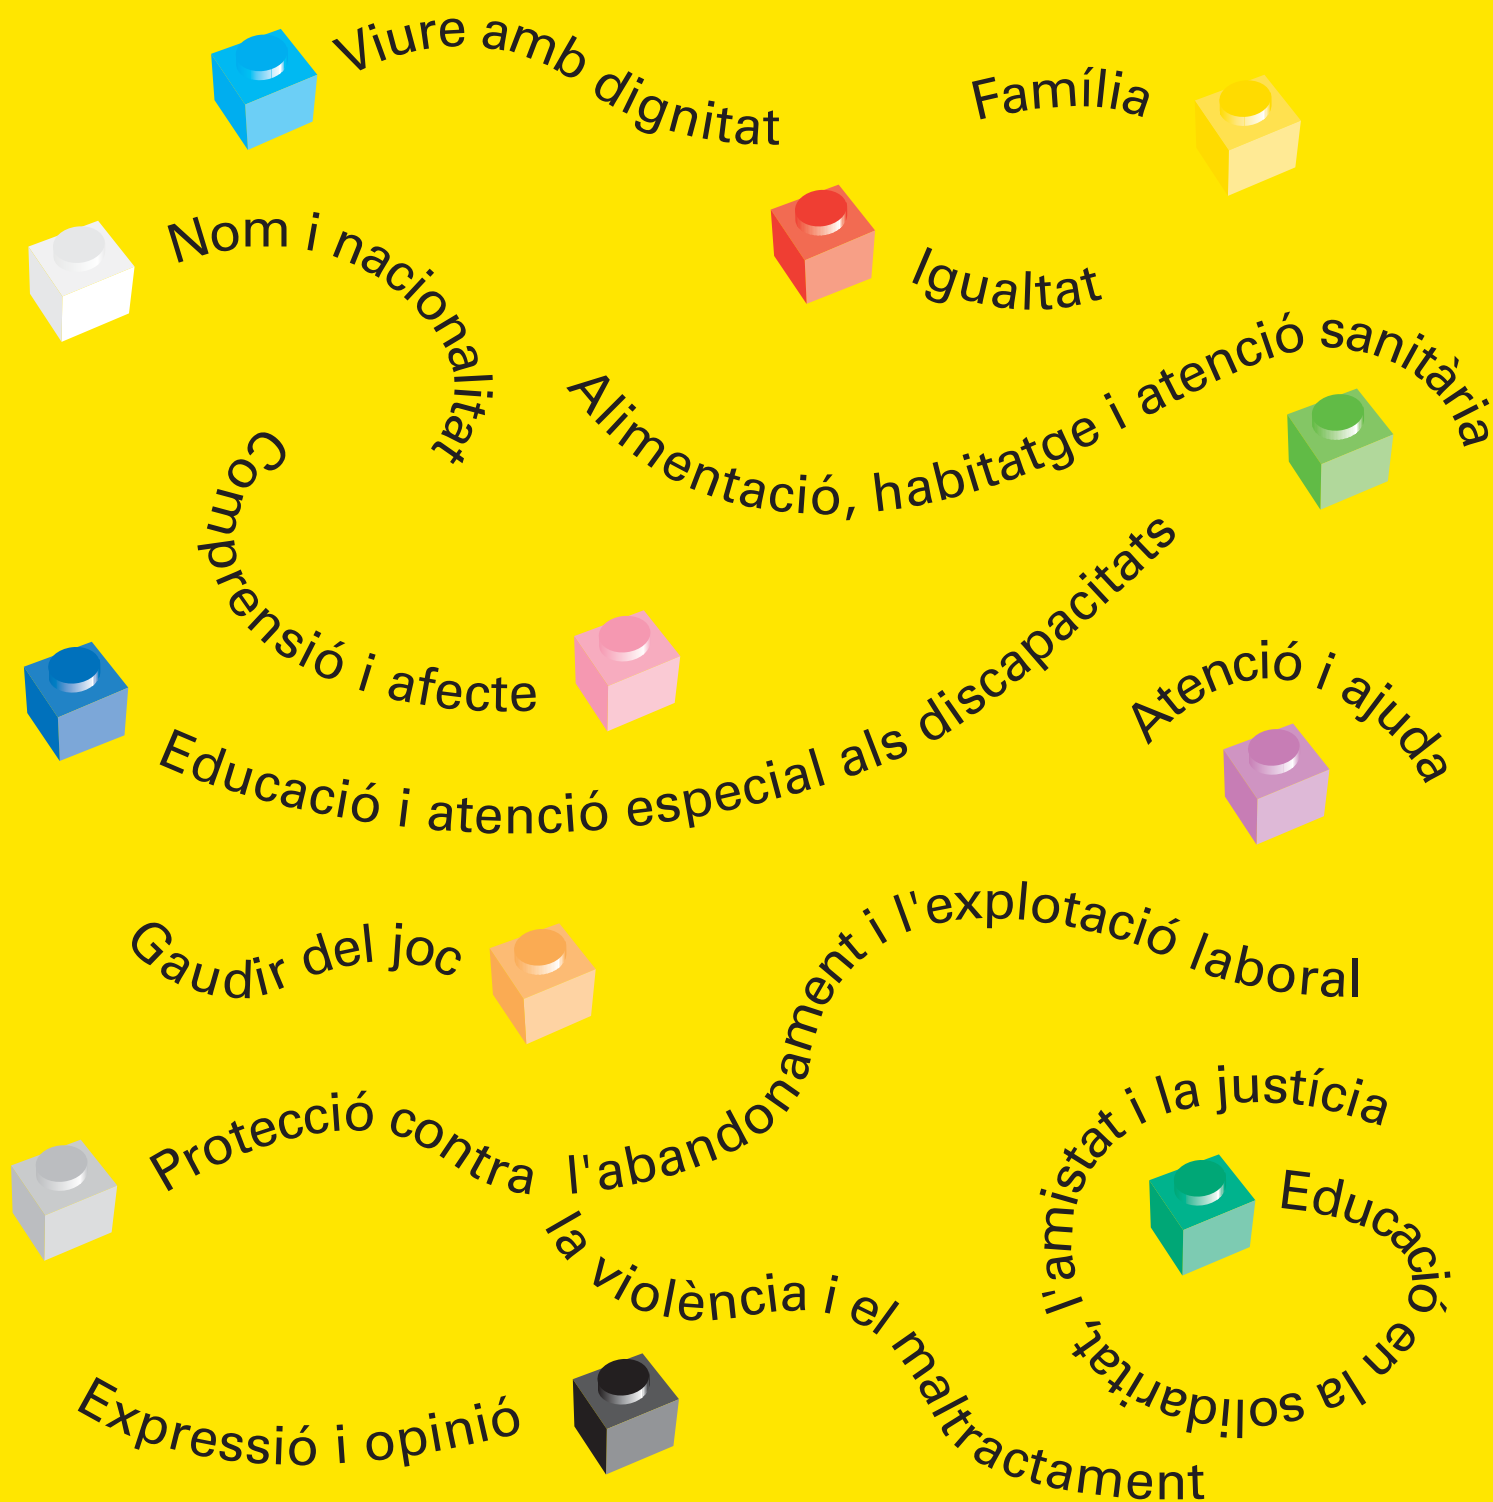 Viure amb dignitat
Família
Nom i nacionalitat
Igualtat
Alimentació, habitatge i atenció sanitària
Comprensió i afecte
Educació i atenció especial als discapacitats
Atenció i ajuda
Gaudir del joc
Protecció contra
l'abandonament i l'explotació laboral
la violència i el maltractament
Educació en la solidaritat, l'amistat i la justícia
Expressió i opinió